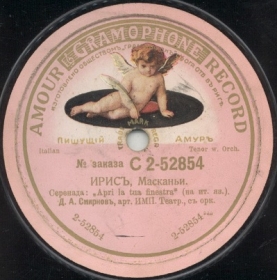 AMOUR GRAMOPHONE RECORD
ПИШУЩІЙ АМУРЪ
Italian Tenor w. Orch.
№ заказа С 2-52854
ИРИСЪ, Масканьи.
Серенада: „Apri la tua finestra" (на ит. яз.)
Д. А. Смирновъ, арт. ИМП. Театр., съ орк.
2-52854 2-52854